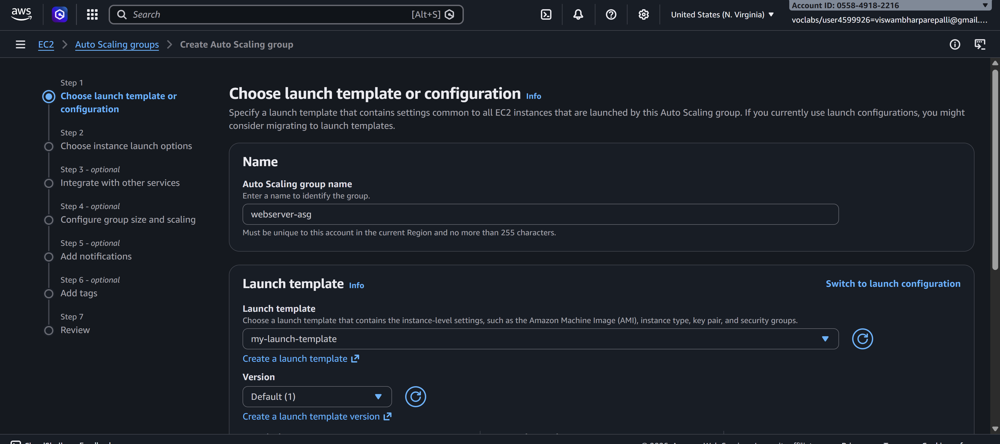 aws
Search [Alt+S]
United States (N. Virginia)
Account ID: 0558-4918-2216
voclabs/user4599926=viswambharparepalli@gmail....
EC2 > Auto Scaling groups > Create Auto Scaling group
Step 1
Choose launch template or
configuration
Step 2
Choose instance launch options
Step 3 - optional
Integrate with other services
Step 4 - optional
Configure group size and scaling
Step 5 - optional
Add notifications
Step 6 - optional
Add tags
Step 7
Review
Choose launch template or configuration Info
Specify a launch template that contains settings common to all EC2 instances that are launched by this Auto Scaling group. If you currently use launch configurations, you might
consider migrating to launch templates.
Name
Auto Scaling group name
Enter a name to identify the group.
webserver-asg
Must be unique to this account in the current Region and no more than 255 characters.
Launch template Info
Switch to launch configuration
Launch template
Choose a launch template that contains the instance-level settings, such as the Amazon Machine Image (AMI), instance type, key pair, and security groups.
my-launch-template
Create a launch template
Version
Default (1)
Create a launch template version